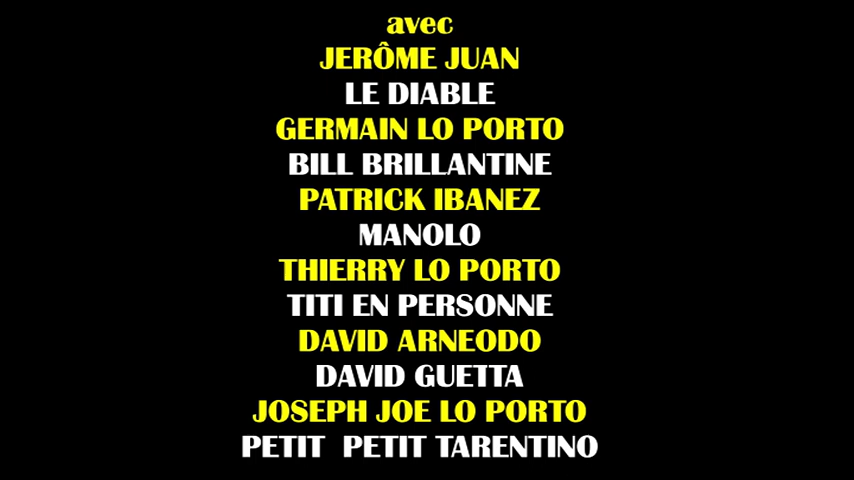 avec
JERÔME JUAN
LE DIABLE
GERMAIN LO PORTO
BILL BRILLANTINE
PATRICK IBANEZ
MANOLO
THIERRY LO PORTO
TITI EN PERSONNE
DAVID ARNEODO
DAVID GUETTA
JOSEPH JOE LO PORTO
PETIT  PETIT TARENTINO